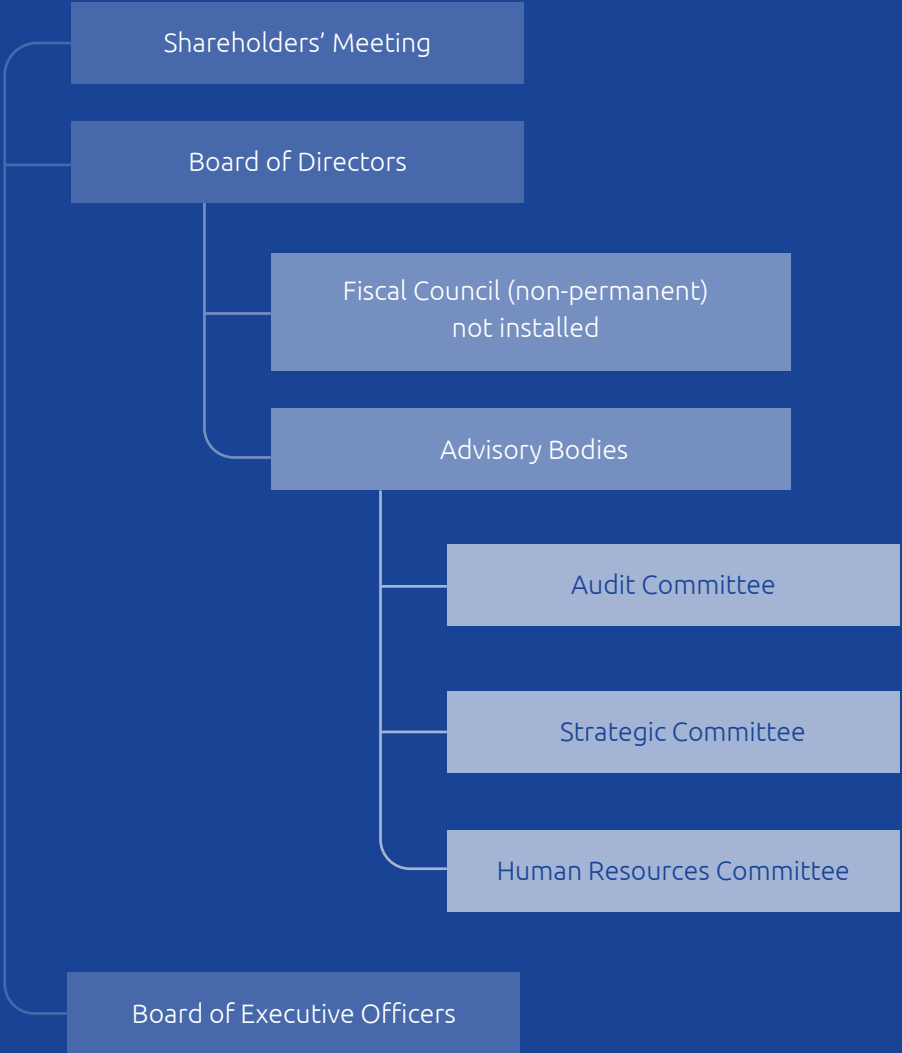 Shareholders’ Meeting
Board of Directors
Fiscal Council (non-permanent)
not installed
Advisory Bodies
Audit Committee
Strategic Committee
Human Resources Committee
Board of Executive Officers